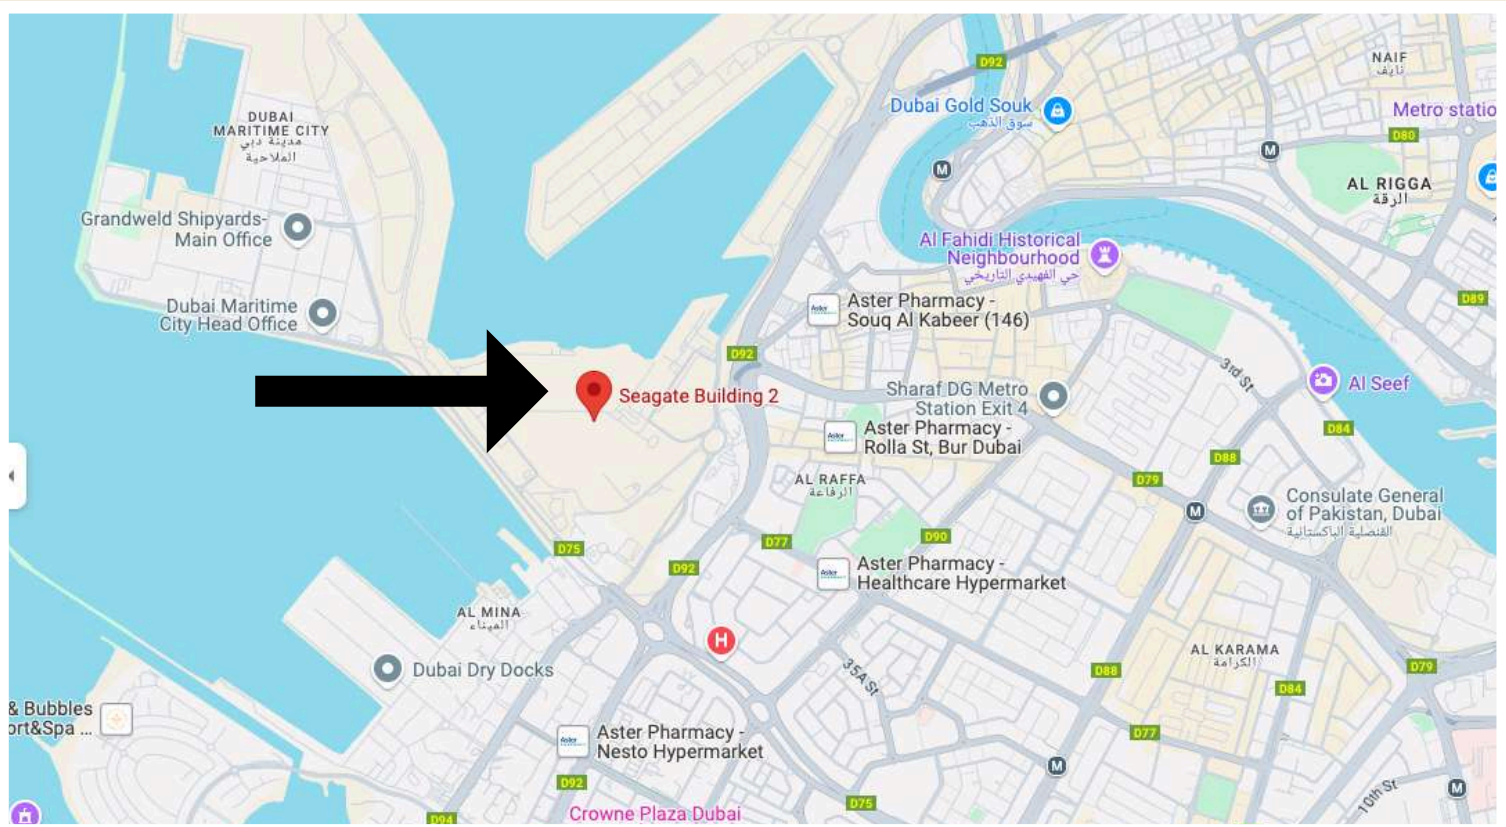 D92
NAIF
نايف
Dubai Gold Souk
سوق الذهب
Metro statio
DUBAI
MARITIME CITY
مدينة دبي
الملاحية
D80
M
M
AL RIGGA
الرقة
Grandweld Shipyards-
Main Office
Al Fahidi Historical
Neighbourhood
حي الفهيدي التاريخي
Dubai Maritime
City Head Office
Aster
Aster Pharmacy -
Souq Al Kabeer (146)
D89
D92
3rd St
Seagate Building 2
Sharaf DG Metro
Station Exit 4
Al Seef
Aster
Aster Pharmacy -
Rolla St, Bur Dubai
D84
D88
AL RAFFA
الرفاعة
D79
M
Consulate General
of Pakistan, Dubai
القنصلية الباكستانية
D77
D90
D75
D92
Aster
Aster Pharmacy -
Healthcare Hypermarket
AL MINA
الميناء
H
AL KARAMA
الكرامة
Dubai Dry Docks
35A St
D88
D79
D84
& Bubbles
ort&Spa ...
Aster
Aster Pharmacy -
Nesto Hypermarket
D77
M
D92
10th St
M
D75
D94
Crowne Plaza Dubai